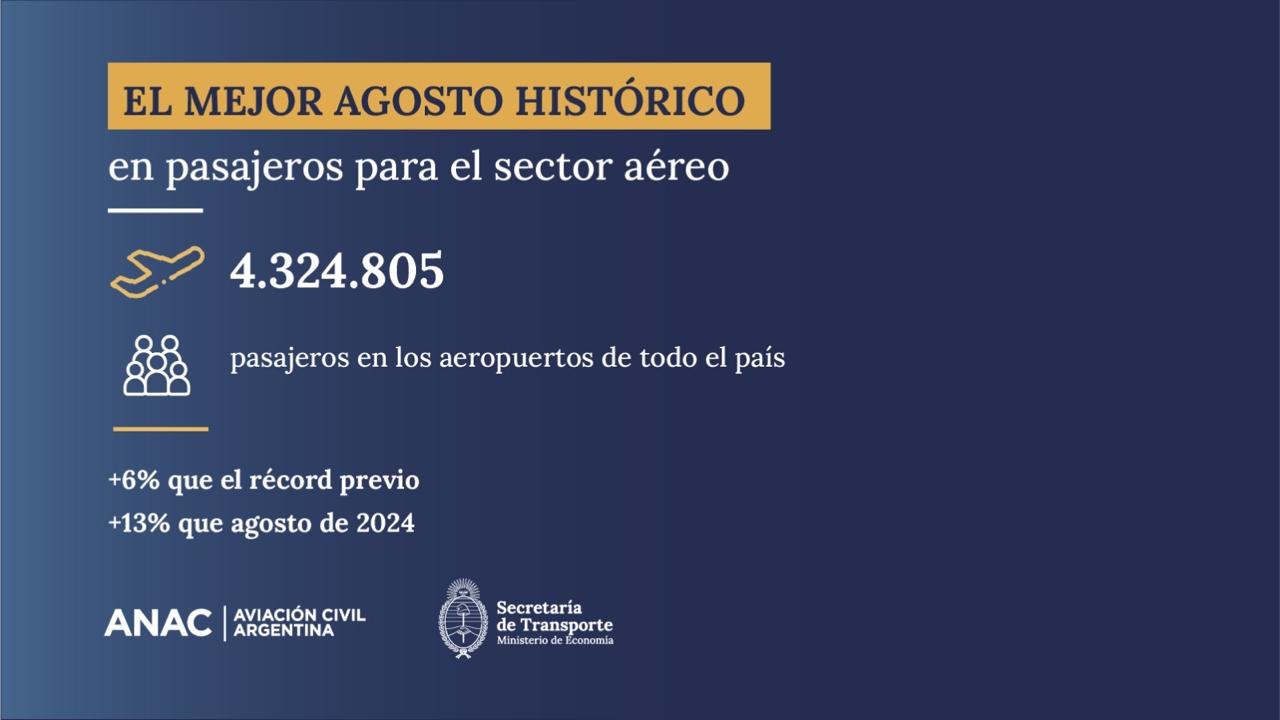 EL MEJOR AGOSTO HISTÓRICO
en pasajeros para el sector aéreo
4.324.805
pasajeros en los aeropuertos de todo el país
+6% que el récord previo
+13% que agosto de 2024
ANAC | AVIACIÓN CIVIL
ARGENTINA
Secretaría
de Transporte
Ministerio de Economía